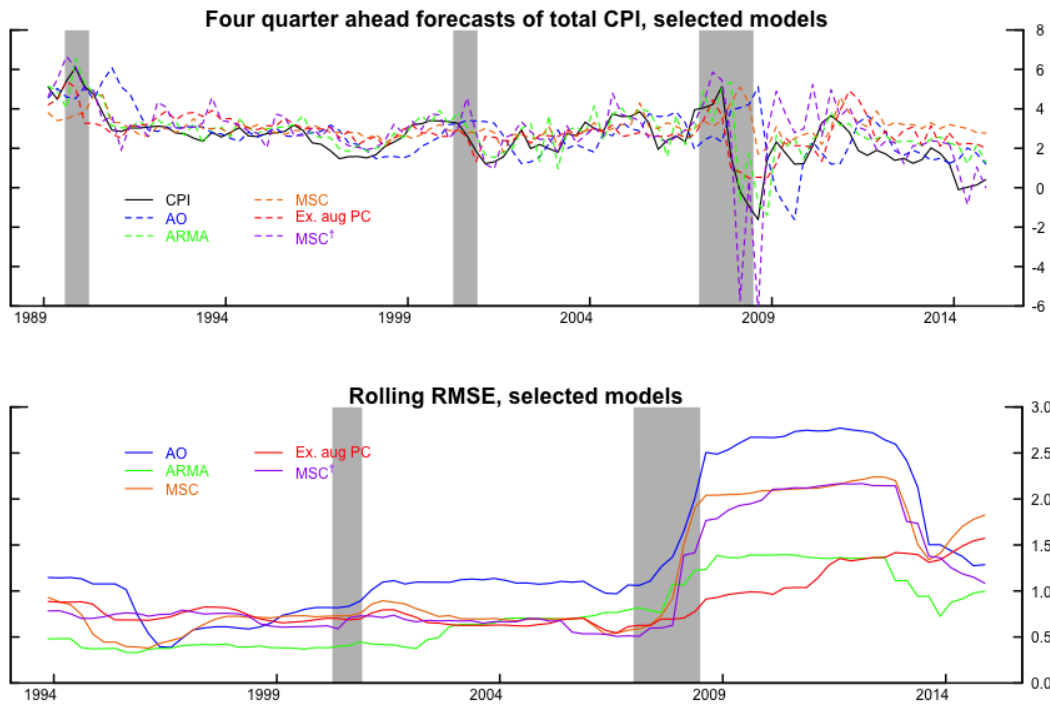 Four quarter ahead forecasts of total CPI, selected models
8
6
4
2
0
-2
-4
-6
CPI
AO
ARMA
MSC
Ex. aug PC
MSC†
1989
1994
1999
2004
2009
2014
Rolling RMSE, selected models
3.0
2.5
2.0
1.5
1.0
0.5
0.0
AO
ARMA
MSC
Ex. aug PC
MSC†
1994
1999
2004
2009
2014